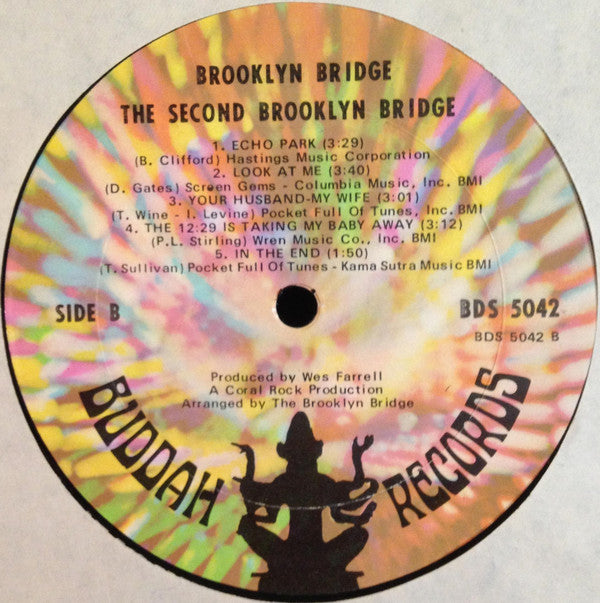 BROOKLYN BRIDGE
THE SECOND BROOKLYN BRIDGE
1. ECHO PARK (3:29)
(B. Clifford) Hastings Music Corporation
2. LOOK AT ME (3:40)
(D. Gates) Screen Gems - Columbia Music, Inc. BMI
3. YOUR HUSBAND-MY WIFE (3:01)
(T. Wine - I. Levine) Pocket Full Of Tunes, Inc. BMI
4. THE 12:29 IS TAKING MY BABY AWAY (3:12)
(P.L. Stirling) Wren Music Co., Inc. BMI
5. IN THE END (1:50)
(T. Sullivan) Pocket Full Of Tunes - Kama Sutra Music BMI
SIDE B
BDS 5042
BDS 5042 B
Produced by Wes Farrell
A Coral Rock Production
Arranged by The Brooklyn Bridge
BUDDAH RECORDS